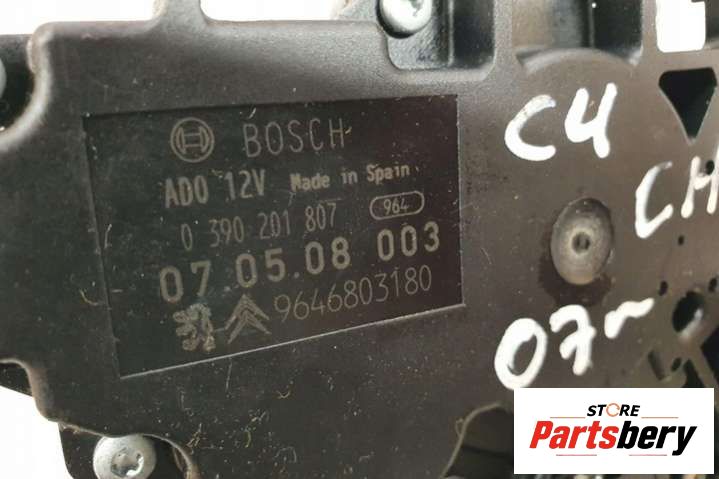 BOSCH
AD0 12V Made in Spain
0 390 201 807 964
07.05.08 003
9646803180
C4
CH
07~
STORE
Partsbery